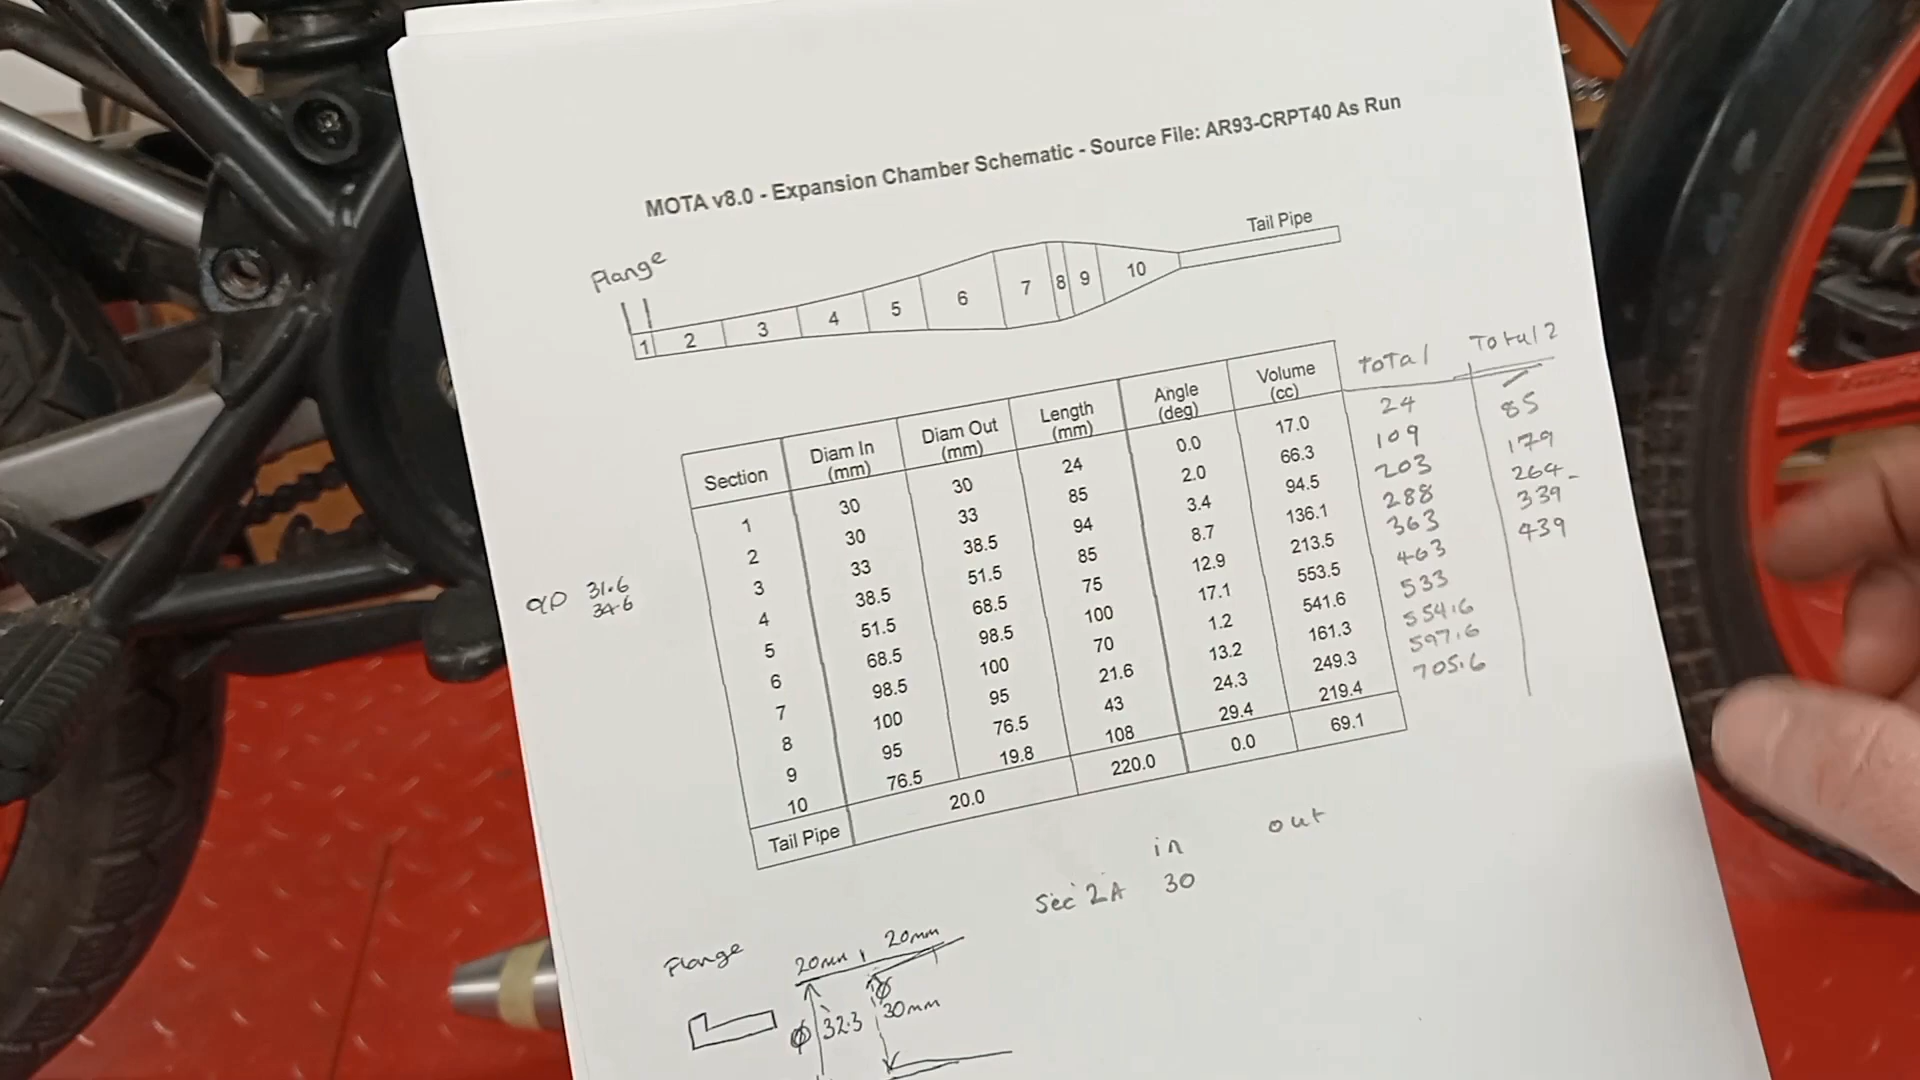 MOTA v8.0 - Expansion Chamber Schematic - Source File: AR93-CRPT40 As Run
Flange
Tail Pipe
1 2 3 4 5 6 7 8 9 10
Section Diam In (mm) Diam Out (mm) Length (mm) Angle (deg) Volume (cc) TOTAL Total 2
1 30 30 24 0.0 17.0 24
2 30 33 85 2.0 66.3 109 85
3 33 38.5 94 3.4 94.5 203 179
4 38.5 51.5 85 8.7 136.1 288 264
5 51.5 68.5 75 12.9 213.5 363 339
6 68.5 98.5 100 17.1 553.5 463 439
7 98.5 100 70 1.2 541.6 533
8 100 95 21.6 13.2 161.3 554.6
9 95 76.5 43 24.3 249.3 597.6
10 76.5 19.8 108 29.4 219.4 705.6
Tail Pipe 20.0 220.0 0.0 69.1
O/D 31.6
34.6
in out
Sec 2A 30
Flange
20mm 20mm
Ø 32.3
Ø 30mm